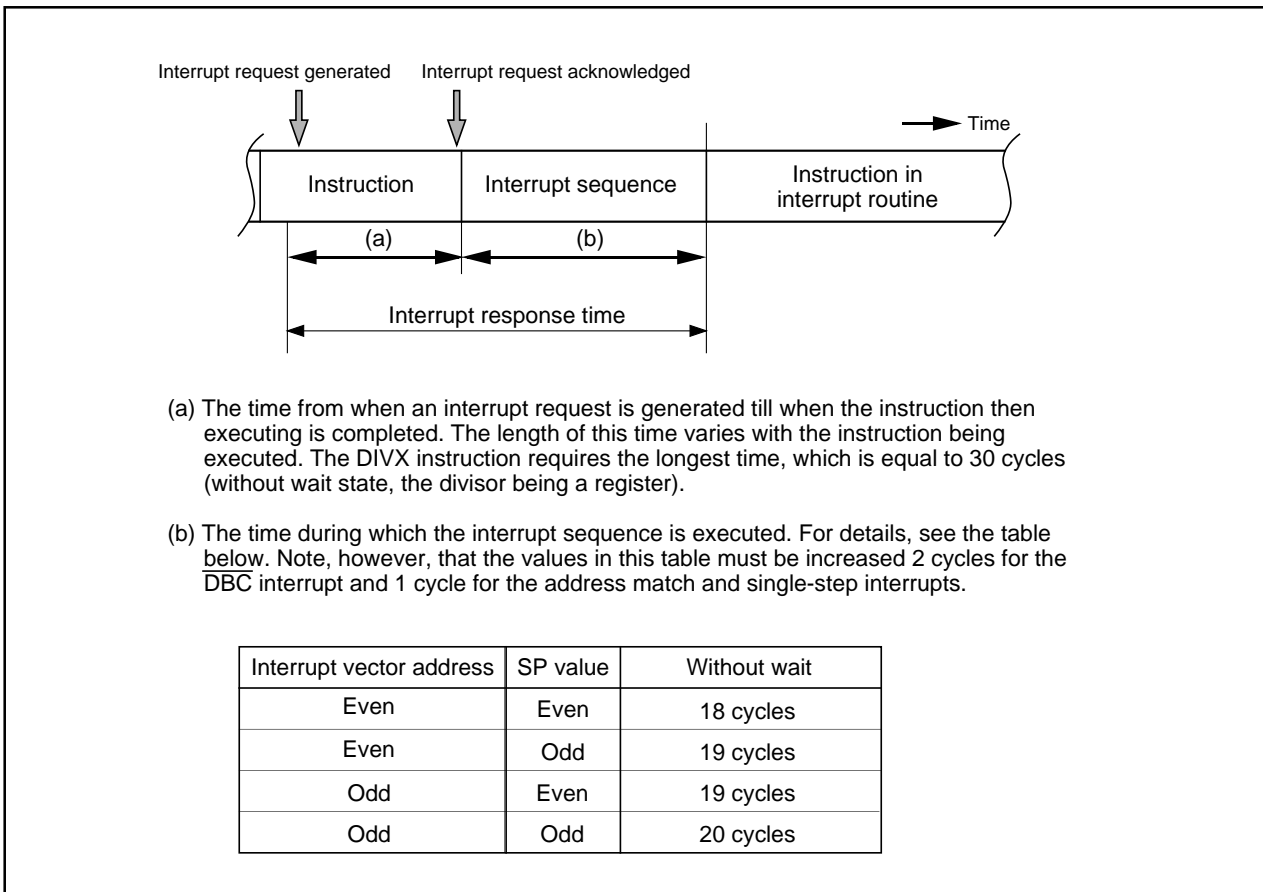 Interrupt request generated
Interrupt request acknowledged
Time
Instruction
Interrupt sequence
Instruction in
interrupt routine
(a)
(b)
Interrupt response time
(a) The time from when an interrupt request is generated till when the instruction then
executing is completed. The length of this time varies with the instruction being
executed. The DIVX instruction requires the longest time, which is equal to 30 cycles
(without wait state, the divisor being a register).
(b) The time during which the interrupt sequence is executed. For details, see the table
below. Note, however, that the values in this table must be increased 2 cycles for the
DBC interrupt and 1 cycle for the address match and single-step interrupts.
Interrupt vector address SP value Without wait
Even Even 18 cycles
Even Odd 19 cycles
Odd Even 19 cycles
Odd Odd 20 cycles